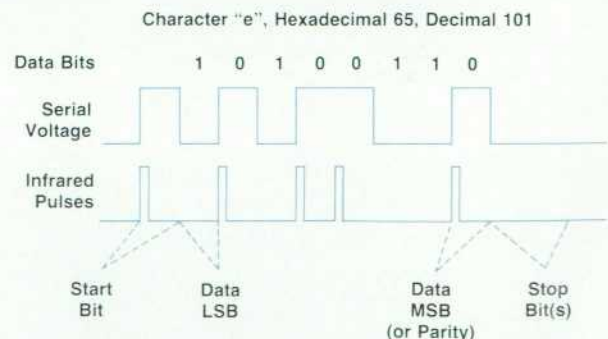 Character “e”, Hexadecimal 65, Decimal 101
Data Bits 1 0 1 0 0 1 1 0
Serial
Voltage
Infrared
Pulses
Start
Bit
Data
LSB
Data
MSB
(or Parity)
Stop
Bit(s)